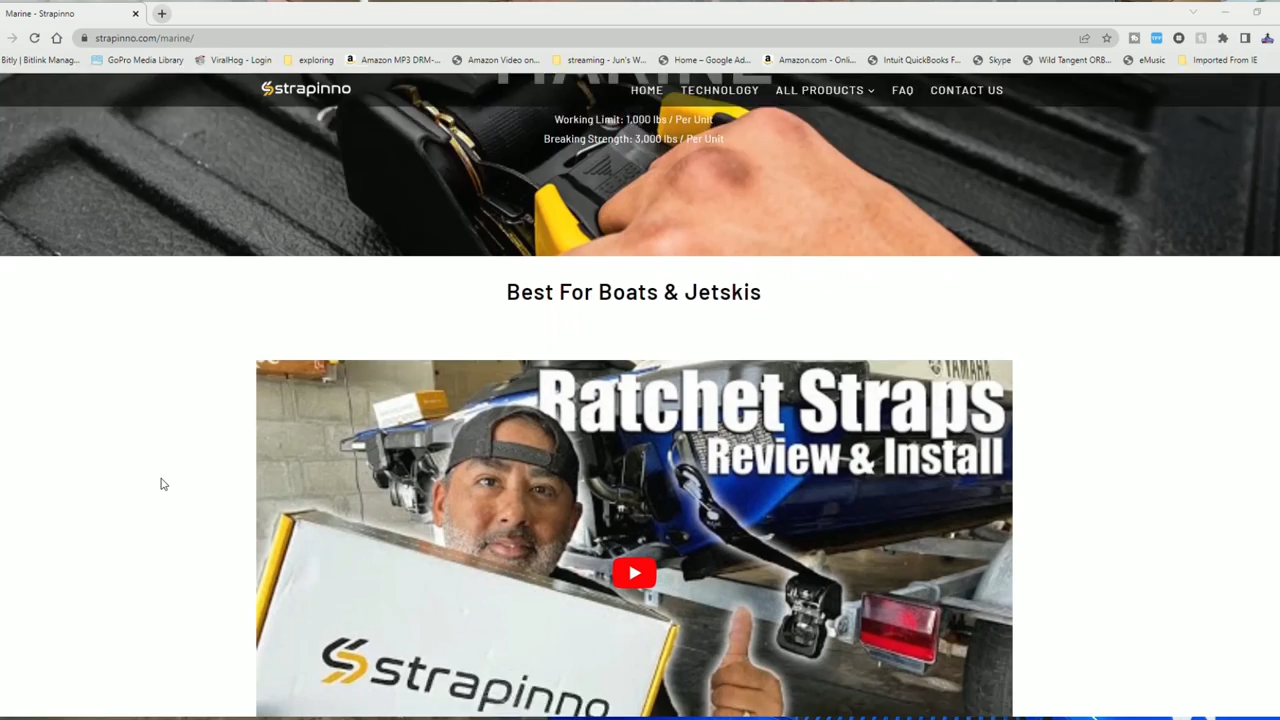 Marine - Strapinno
strapinno.com/marine/
Bitly | Bitlink Manag...
GoPro Media Library
ViralHog - Login
exploring
Amazon MP3 DRM-...
Amazon Video on...
streaming - Jun's W...
Home – Google Ad...
Amazon.com - Onli...
Intuit QuickBooks F...
Skype
Wild Tangent ORB...
eMusic
Imported From IE
MARINE
strapinno
HOME
TECHNOLOGY
ALL PRODUCTS
FAQ
CONTACT US
Working Limit: 1,000 lbs / Per Unit
Breaking Strength: 3,000 lbs / Per Unit
Best For Boats & Jetskis
YAMAHA
Ratchet Straps
Review & Install
strapinno